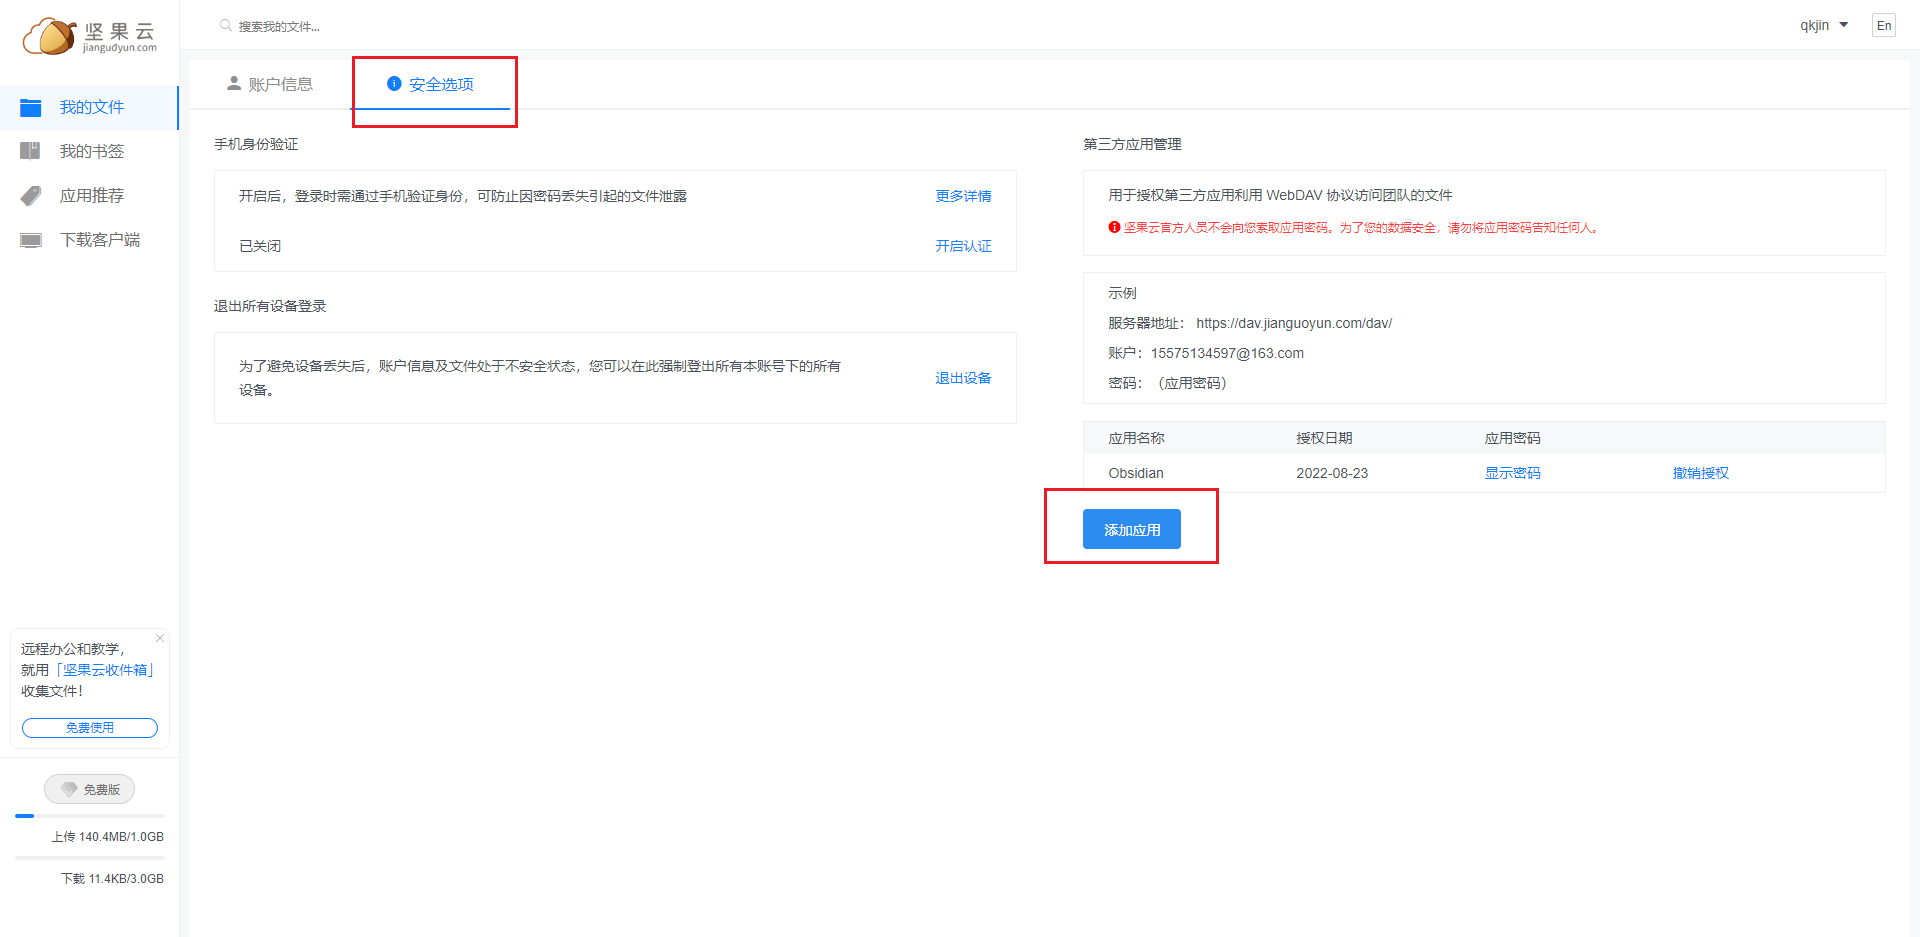 坚果云
jianguoyun.com
搜索我的文件...
qkjin
En
我的文件
我的书签
应用推荐
下载客户端
账户信息
安全选项
手机身份验证
开启后，登录时需通过手机验证身份，可防止因密码丢失引起的文件泄露
更多详情
已关闭
开启认证
退出所有设备登录
为了避免设备丢失后，账户信息及文件处于不安全状态，您可以在此强制登出所有本账号下的所有
设备。
退出设备
第三方应用管理
用于授权第三方应用利用 WebDAV 协议访问团队的文件
坚果云官方人员不会向您索取应用密码。为了您的数据安全，请勿将应用密码告知任何人。
示例
服务器地址： https://dav.jianguoyun.com/dav/
账户：15575134597@163.com
密码：（应用密码）
应用名称 授权日期 应用密码
Obsidian 2022-08-23 显示密码 撤销授权
添加应用
远程办公和教学，
就用「坚果云收件箱」
收集文件！
免费使用
免费版
上传 140.4MB/1.0GB
下载 11.4KB/3.0GB